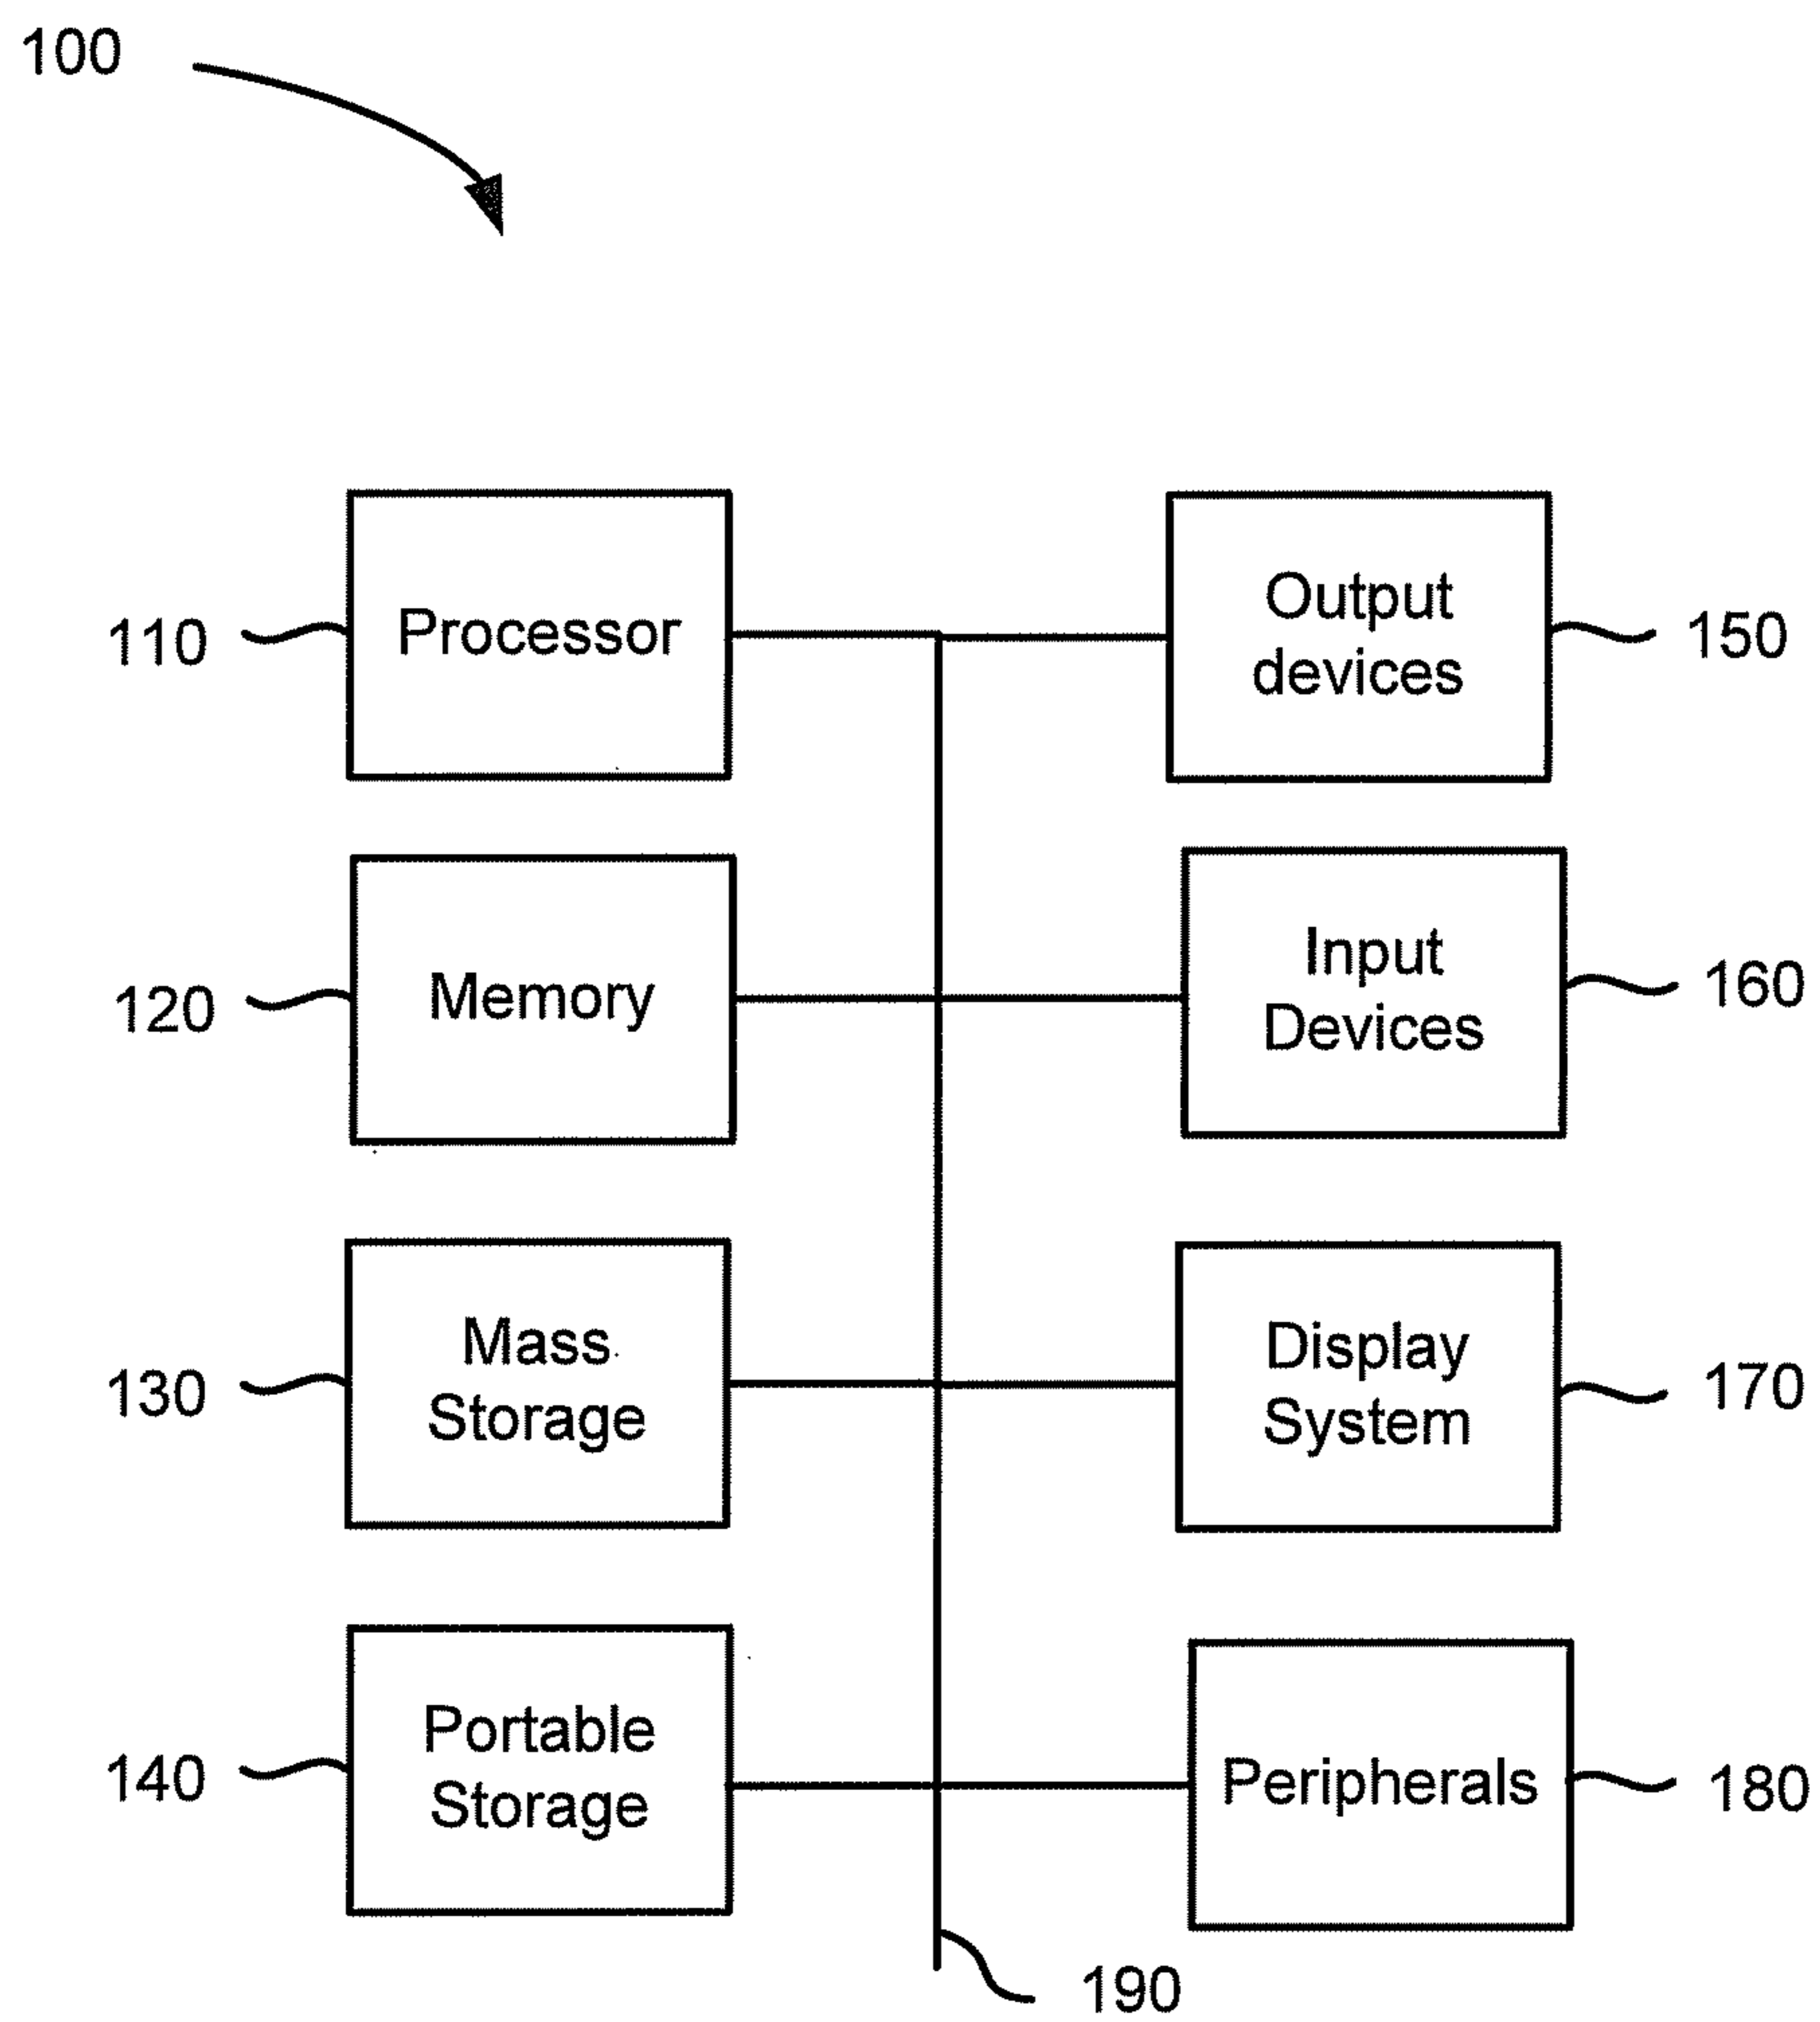 100
110
Processor
Output
devices
150
120
Memory
Input
Devices
160
130
Mass
Storage
Display
System
170
140
Portable
Storage
Peripherals
180
190